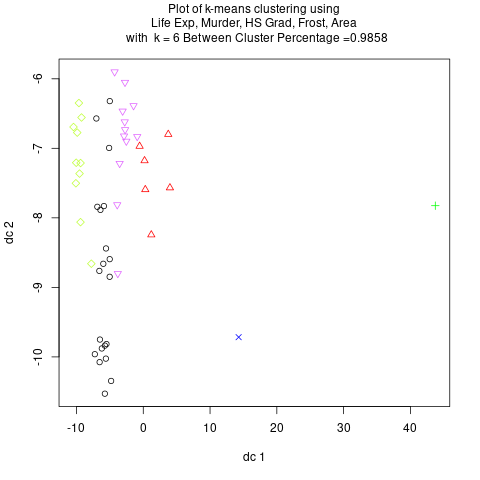 Plot of k-means clustering using
Life Exp, Murder, HS Grad, Frost, Area
with k = 6 Between Cluster Percentage =0.9858
-6
-7
-8
-9
-10
dc 2
-10 0 10 20 30 40
dc 1